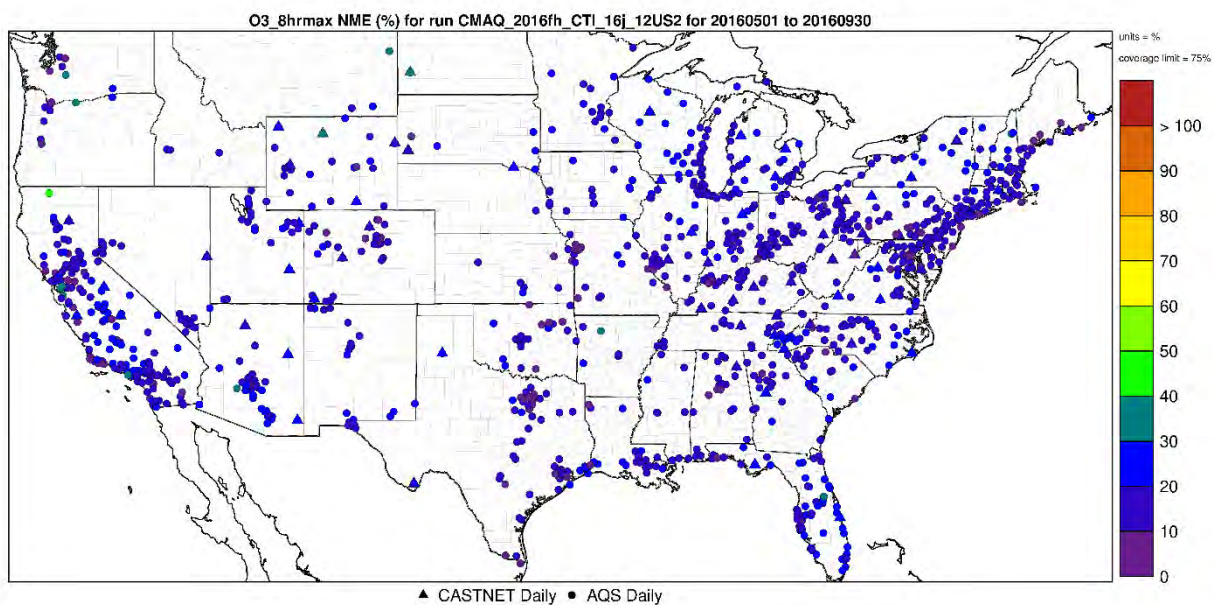 O3_8hrmax NME (%) for run CMAQ_2016fh_CTI_16j_12US2 for 20160501 to 20160930
units = %
coverage limit = 75%
> 100
90
80
70
60
50
40
30
20
10
0
CASTNET Daily AQS Daily